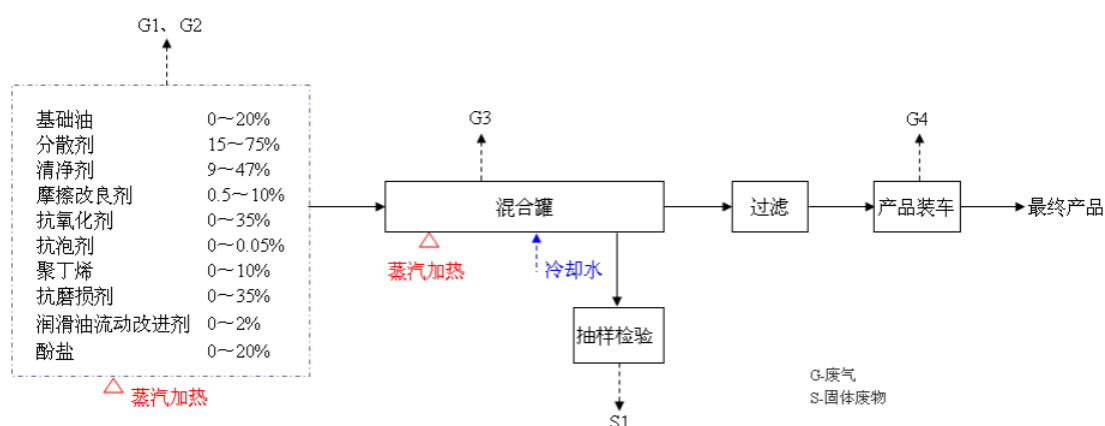 G1、G2
基础油 0～20%
分散剂 15～75%
清净剂 9～47%
摩擦改良剂 0.5～10%
抗氧化剂 0～35%
抗泡剂 0～0.05%
聚丁烯 0～10%
抗磨损剂 0～35%
润滑油流动改进剂 0～2%
酚盐 0～20%
蒸汽加热
G3
混合罐
蒸汽加热
冷却水
抽样检验
S1
过滤
G4
产品装车
最终产品
G-废气
S-固体废物